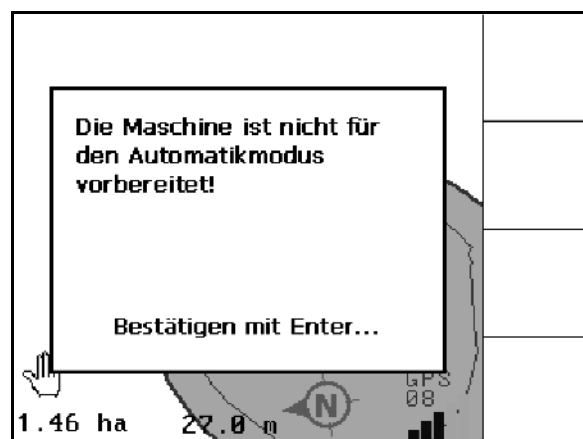 Die Maschine ist nicht für
den Automatikmodus
vorbereitet!
Bestätigen mit Enter...
GPS
08
N
1.46 ha 27.0 m